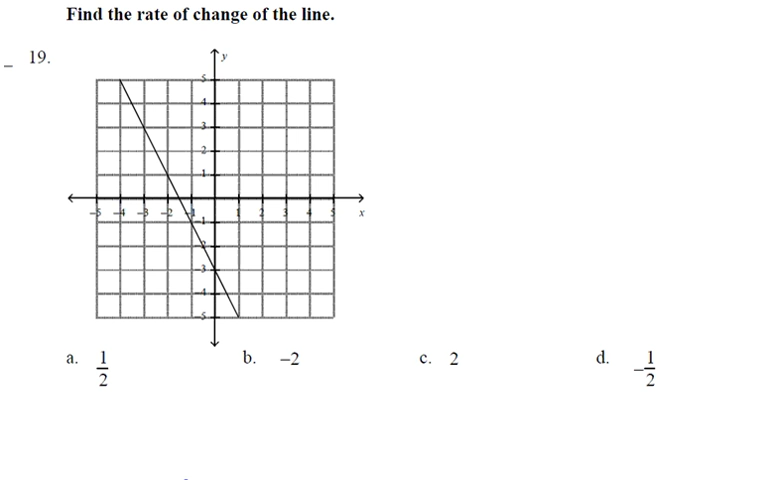 Find the rate of change of the line.
19.
y
5
4
3
2
1
–5 –4 –3 –2 –1 1 2 3 4 5 x
–1
–2
–3
–4
–5
a. 1/2 b. –2 c. 2 d. –1/2